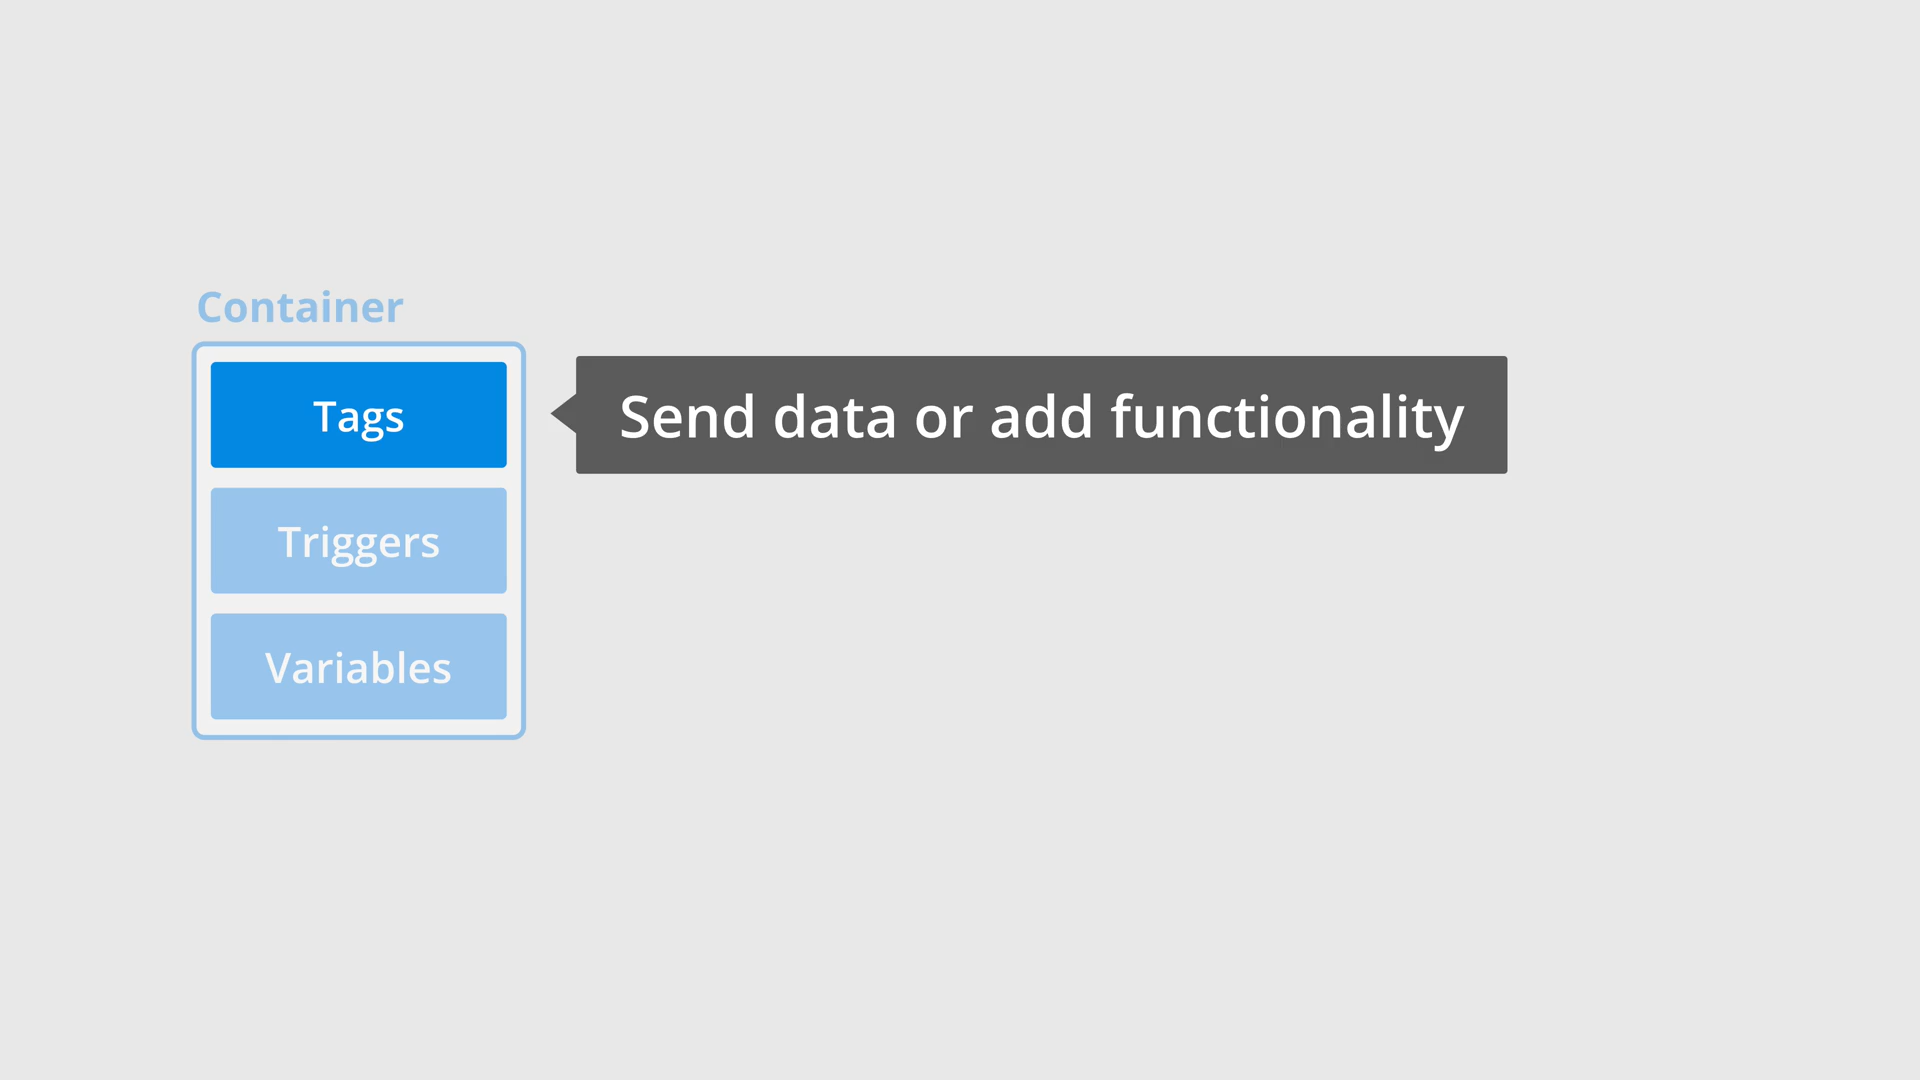 Container
Tags
Send data or add functionality
Triggers
Variables